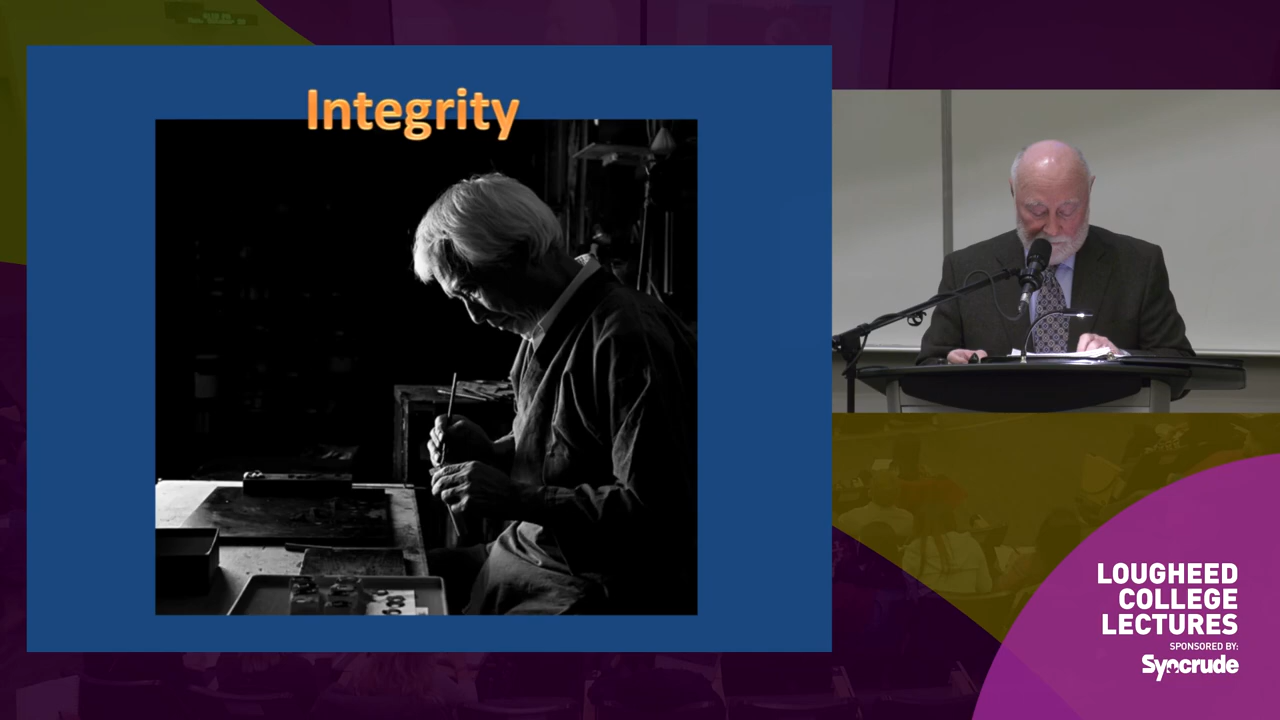 Integrity
LOUGHEED
COLLEGE
LECTURES
SPONSORED BY:
Syncrude